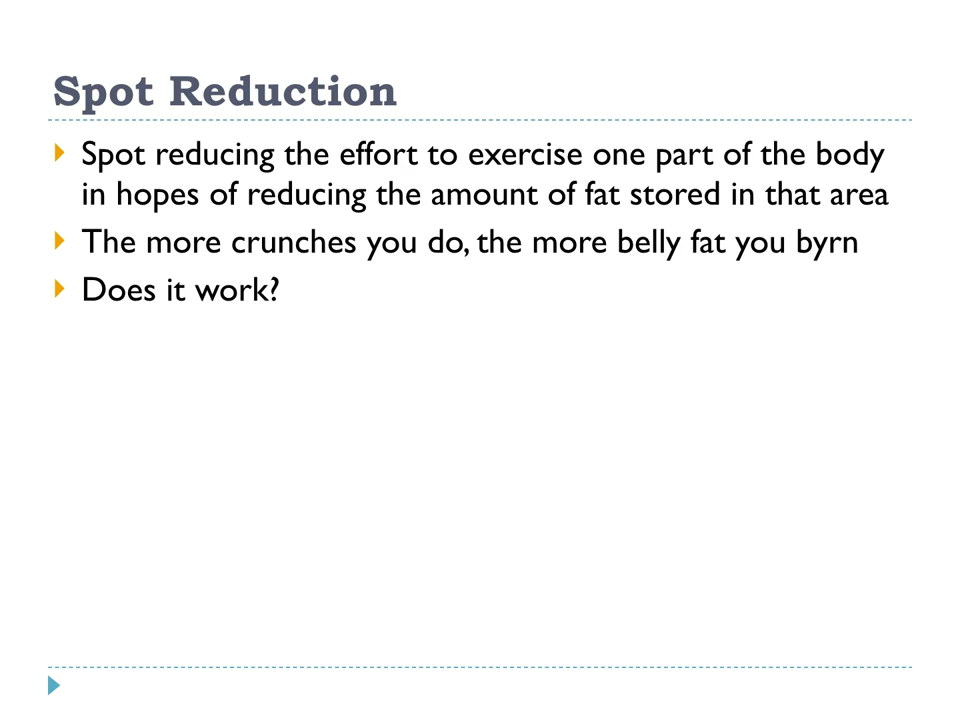 Spot Reduction
Spot reducing the effort to exercise one part of the body
in hopes of reducing the amount of fat stored in that area
The more crunches you do, the more belly fat you byrn
Does it work?